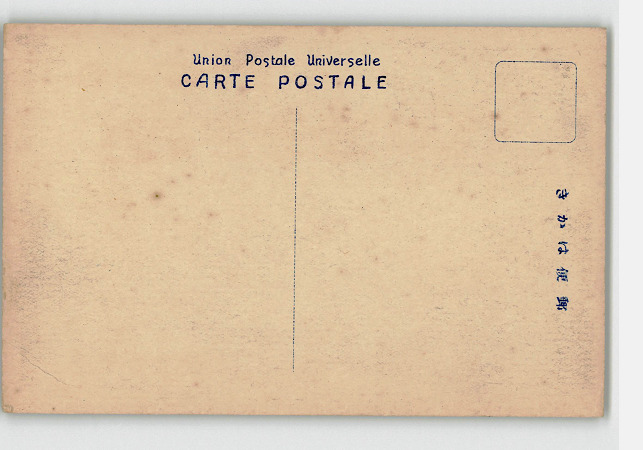 Union Postale Universelle
CARTE POSTALE
郵便はかき